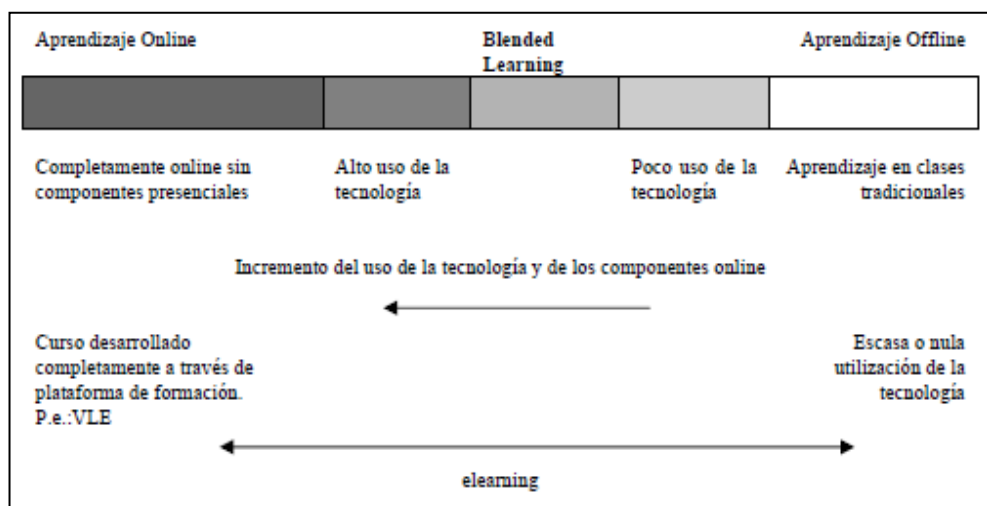 Aprendizaje Online
Blended
Learning
Aprendizaje Offline
Completamente online sin
componentes presenciales
Alto uso de la
tecnología
Poco uso de la
tecnología
Aprendizaje en clases
tradicionales
Incremento del uso de la tecnología y de los componentes online
Curso desarrollado
completamente a través de
plataforma de formación.
P.e.:VLE
Escasa o nula
utilización de la
tecnología
elearning